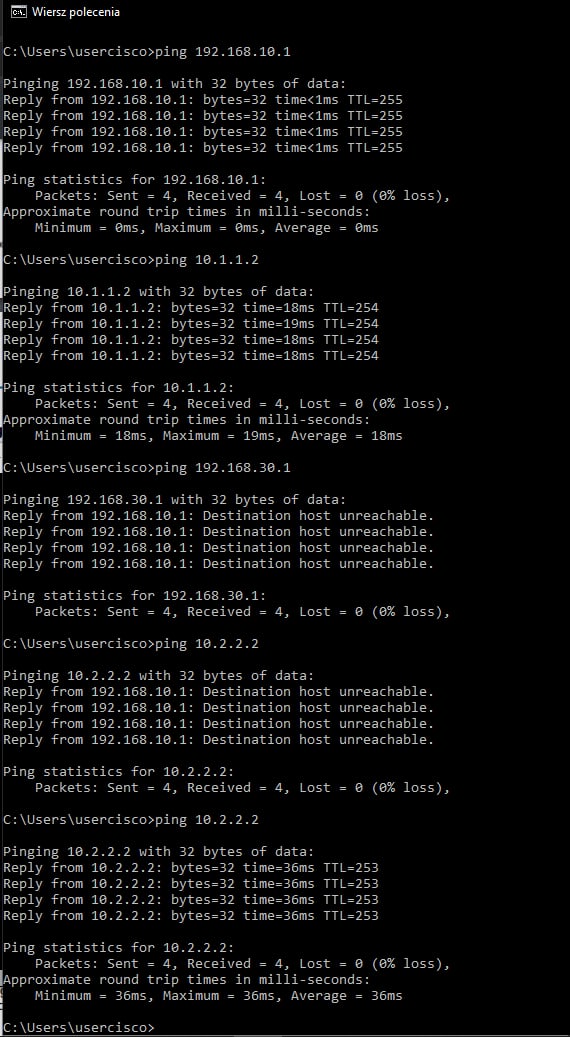 Wiersz polecenia
C:\Users\usercisco>ping 192.168.10.1
Pinging 192.168.10.1 with 32 bytes of data:
Reply from 192.168.10.1: bytes=32 time<1ms TTL=255
Reply from 192.168.10.1: bytes=32 time<1ms TTL=255
Reply from 192.168.10.1: bytes=32 time<1ms TTL=255
Reply from 192.168.10.1: bytes=32 time<1ms TTL=255
Ping statistics for 192.168.10.1:
Packets: Sent = 4, Received = 4, Lost = 0 (0% loss),
Approximate round trip times in milli-seconds:
Minimum = 0ms, Maximum = 0ms, Average = 0ms
C:\Users\usercisco>ping 10.1.1.2
Pinging 10.1.1.2 with 32 bytes of data:
Reply from 10.1.1.2: bytes=32 time=18ms TTL=254
Reply from 10.1.1.2: bytes=32 time=19ms TTL=254
Reply from 10.1.1.2: bytes=32 time=18ms TTL=254
Reply from 10.1.1.2: bytes=32 time=18ms TTL=254
Ping statistics for 10.1.1.2:
Packets: Sent = 4, Received = 4, Lost = 0 (0% loss),
Approximate round trip times in milli-seconds:
Minimum = 18ms, Maximum = 19ms, Average = 18ms
C:\Users\usercisco>ping 192.168.30.1
Pinging 192.168.30.1 with 32 bytes of data:
Reply from 192.168.10.1: Destination host unreachable.
Reply from 192.168.10.1: Destination host unreachable.
Reply from 192.168.10.1: Destination host unreachable.
Reply from 192.168.10.1: Destination host unreachable.
Ping statistics for 192.168.30.1:
Packets: Sent = 4, Received = 4, Lost = 0 (0% loss),
C:\Users\usercisco>ping 10.2.2.2
Pinging 10.2.2.2 with 32 bytes of data:
Reply from 192.168.10.1: Destination host unreachable.
Reply from 192.168.10.1: Destination host unreachable.
Reply from 192.168.10.1: Destination host unreachable.
Reply from 192.168.10.1: Destination host unreachable.
Ping statistics for 10.2.2.2:
Packets: Sent = 4, Received = 4, Lost = 0 (0% loss),
C:\Users\usercisco>ping 10.2.2.2
Pinging 10.2.2.2 with 32 bytes of data:
Reply from 10.2.2.2: bytes=32 time=36ms TTL=253
Reply from 10.2.2.2: bytes=32 time=36ms TTL=253
Reply from 10.2.2.2: bytes=32 time=36ms TTL=253
Reply from 10.2.2.2: bytes=32 time=36ms TTL=253
Ping statistics for 10.2.2.2:
Packets: Sent = 4, Received = 4, Lost = 0 (0% loss),
Approximate round trip times in milli-seconds:
Minimum = 36ms, Maximum = 36ms, Average = 36ms
C:\Users\usercisco>